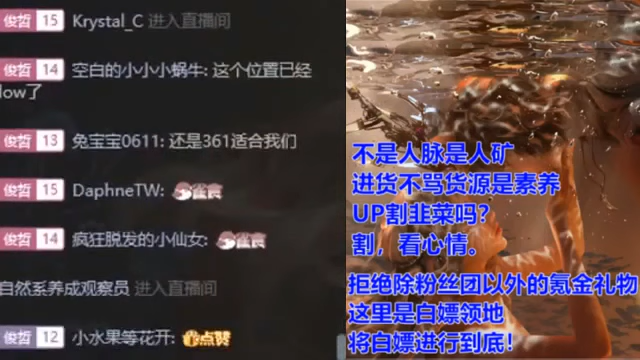 俊哲 15 Krystal_C 进入直播间
俊哲 14 空白的小小小蜗牛: 这个位置已经
low了
俊哲 13 兔宝宝0611: 还是361适合我们
俊哲 15 DaphneTW: 雀食
俊哲 14 疯狂脱发的小仙女: 雀食
自然系养成观察员 进入直播间
俊哲 12 小水果等花开: 点赞
不是人脉是人矿
进货不骂货源是素养
UP割韭菜吗?
割，看心情。
拒绝除粉丝团以外的氪金礼物
这里是白嫖领地
将白嫖进行到底！